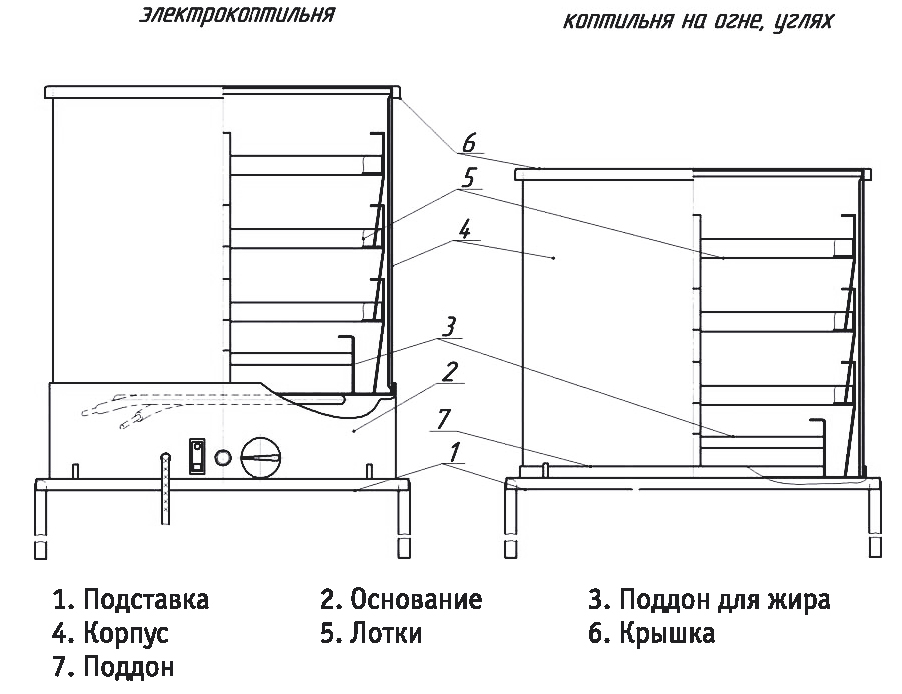 электрокоптильня
коптильня на огне, углях
6
5
4
3
2
7
1
1. Подставка 2. Основание 3. Поддон для жира
4. Корпус 5. Лотки 6. Крышка
7. Поддон